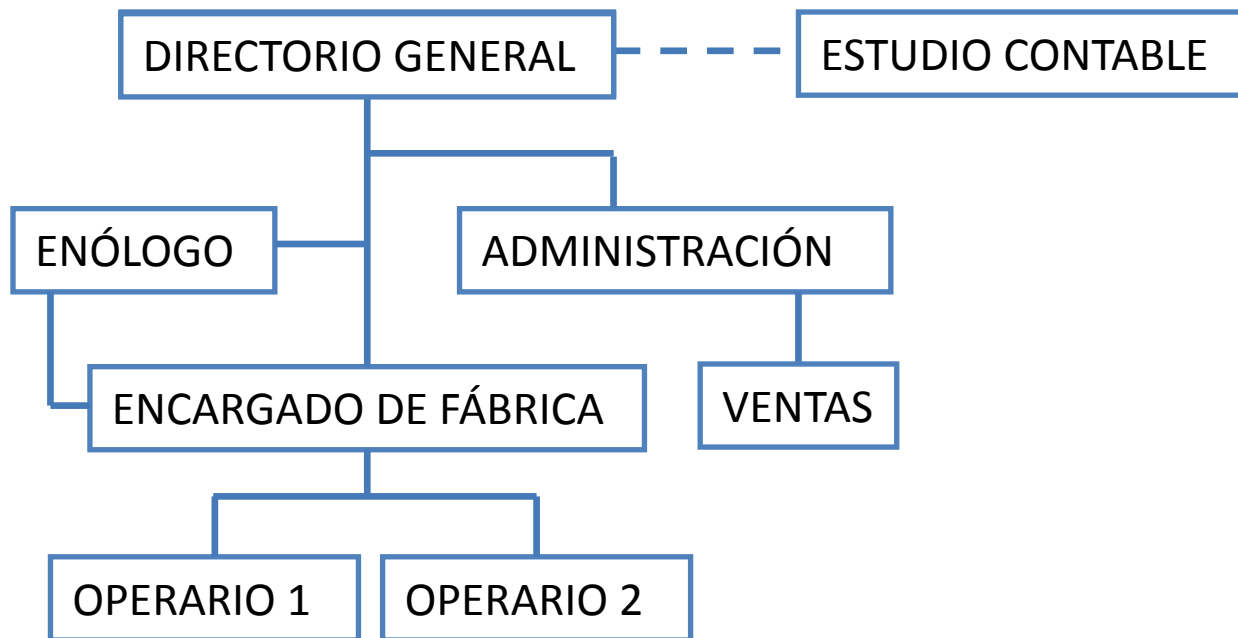 DIRECTORIO GENERAL
ESTUDIO CONTABLE
ENÓLOGO
ADMINISTRACIÓN
ENCARGADO DE FÁBRICA
VENTAS
OPERARIO 1
OPERARIO 2